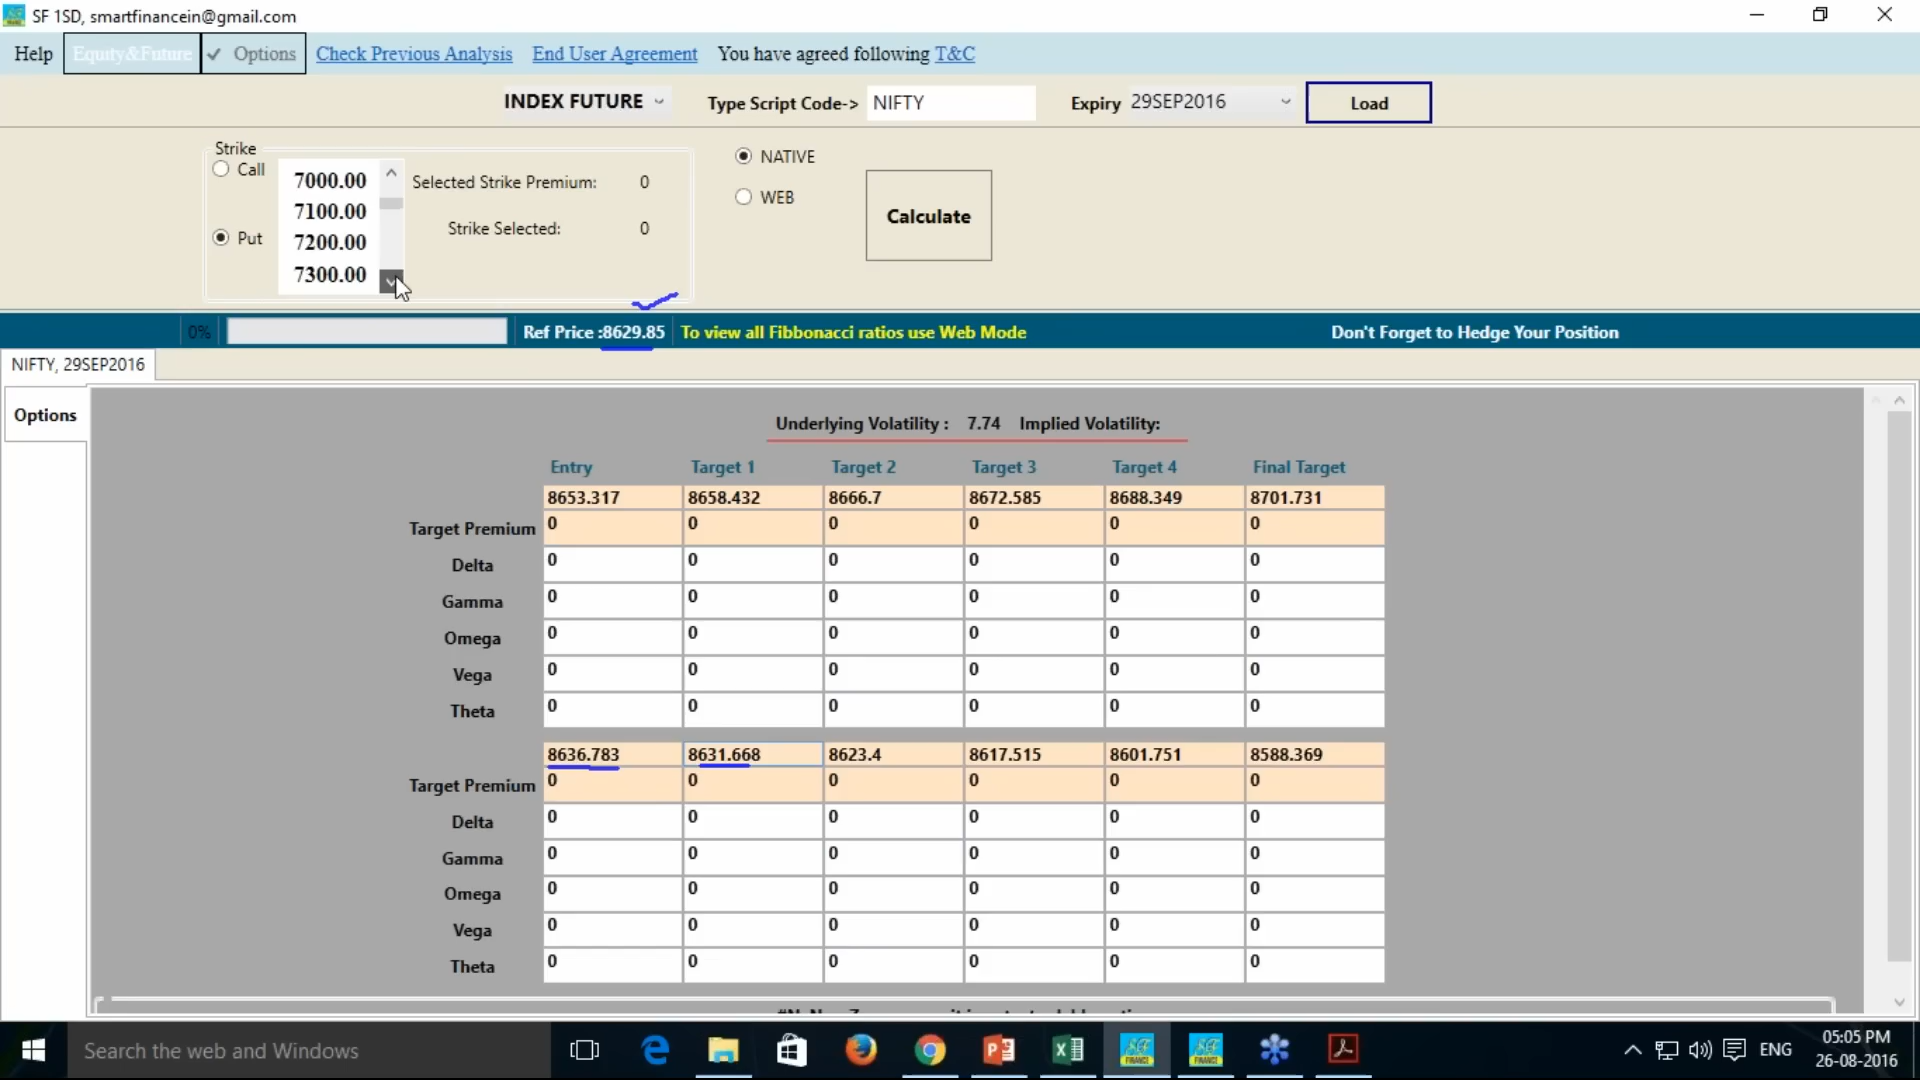 SF 1SD, smartfinancein@gmail.com
Help Equity&Future ✓ Options Check Previous Analysis End User Agreement You have agreed following T&C
INDEX FUTURE Type Script Code-> NIFTY Expiry 29SEP2016 Load
Strike
Call
Put
7000.00
7100.00
7200.00
7300.00
Selected Strike Premium: 0
Strike Selected: 0
NATIVE
WEB
Calculate
0% Ref Price :8629.85 To view all Fibbonacci ratios use Web Mode Don't Forget to Hedge Your Position
NIFTY, 29SEP2016
Options
Underlying Volatility : 7.74 Implied Volatility:
Entry Target 1 Target 2 Target 3 Target 4 Final Target
8653.317 8658.432 8666.7 8672.585 8688.349 8701.731
Target Premium 0 0 0 0 0 0
Delta 0 0 0 0 0 0
Gamma 0 0 0 0 0 0
Omega 0 0 0 0 0 0
Vega 0 0 0 0 0 0
Theta 0 0 0 0 0 0
8636.783 8631.668 8623.4 8617.515 8601.751 8588.369
Target Premium 0 0 0 0 0 0
Delta 0 0 0 0 0 0
Gamma 0 0 0 0 0 0
Omega 0 0 0 0 0 0
Vega 0 0 0 0 0 0
Theta 0 0 0 0 0 0
Search the web and Windows
ENG
05:05 PM
26-08-2016